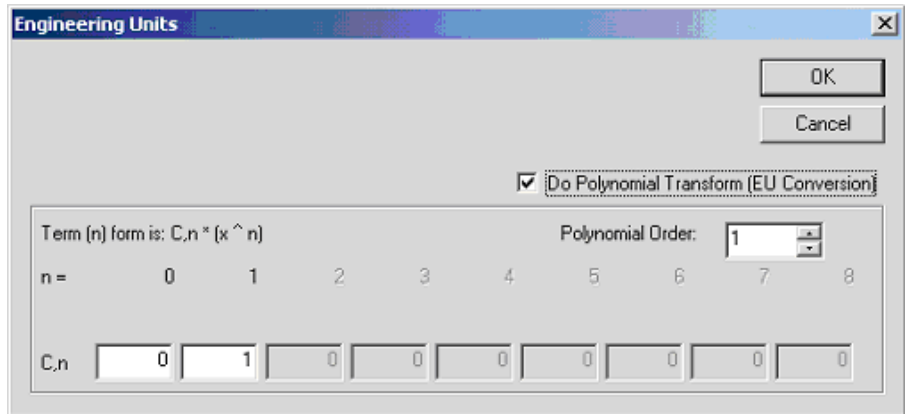 Engineering Units
OK
Cancel
Do Polynomial Transform (EU Conversion)
Term (n) form is: C,n * (x ^ n) Polynomial Order: 1
n = 0 1 2 3 4 5 6 7 8
C,n 0 1 0 0 0 0 0 0 0